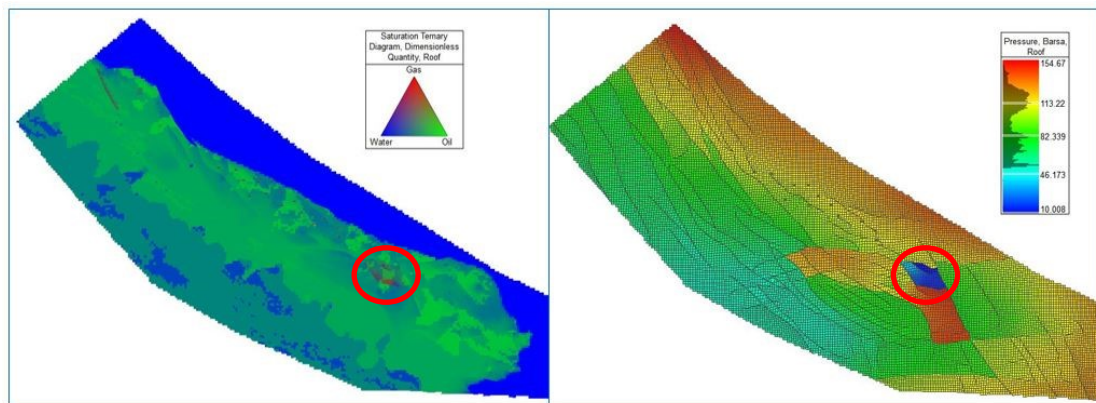 Saturation Ternary
Diagram, Dimensionless
Quantity, Roof
Gas
Water Oil
Pressure, Barsa,
Roof
154.67
113.22
82.339
46.173
10.008